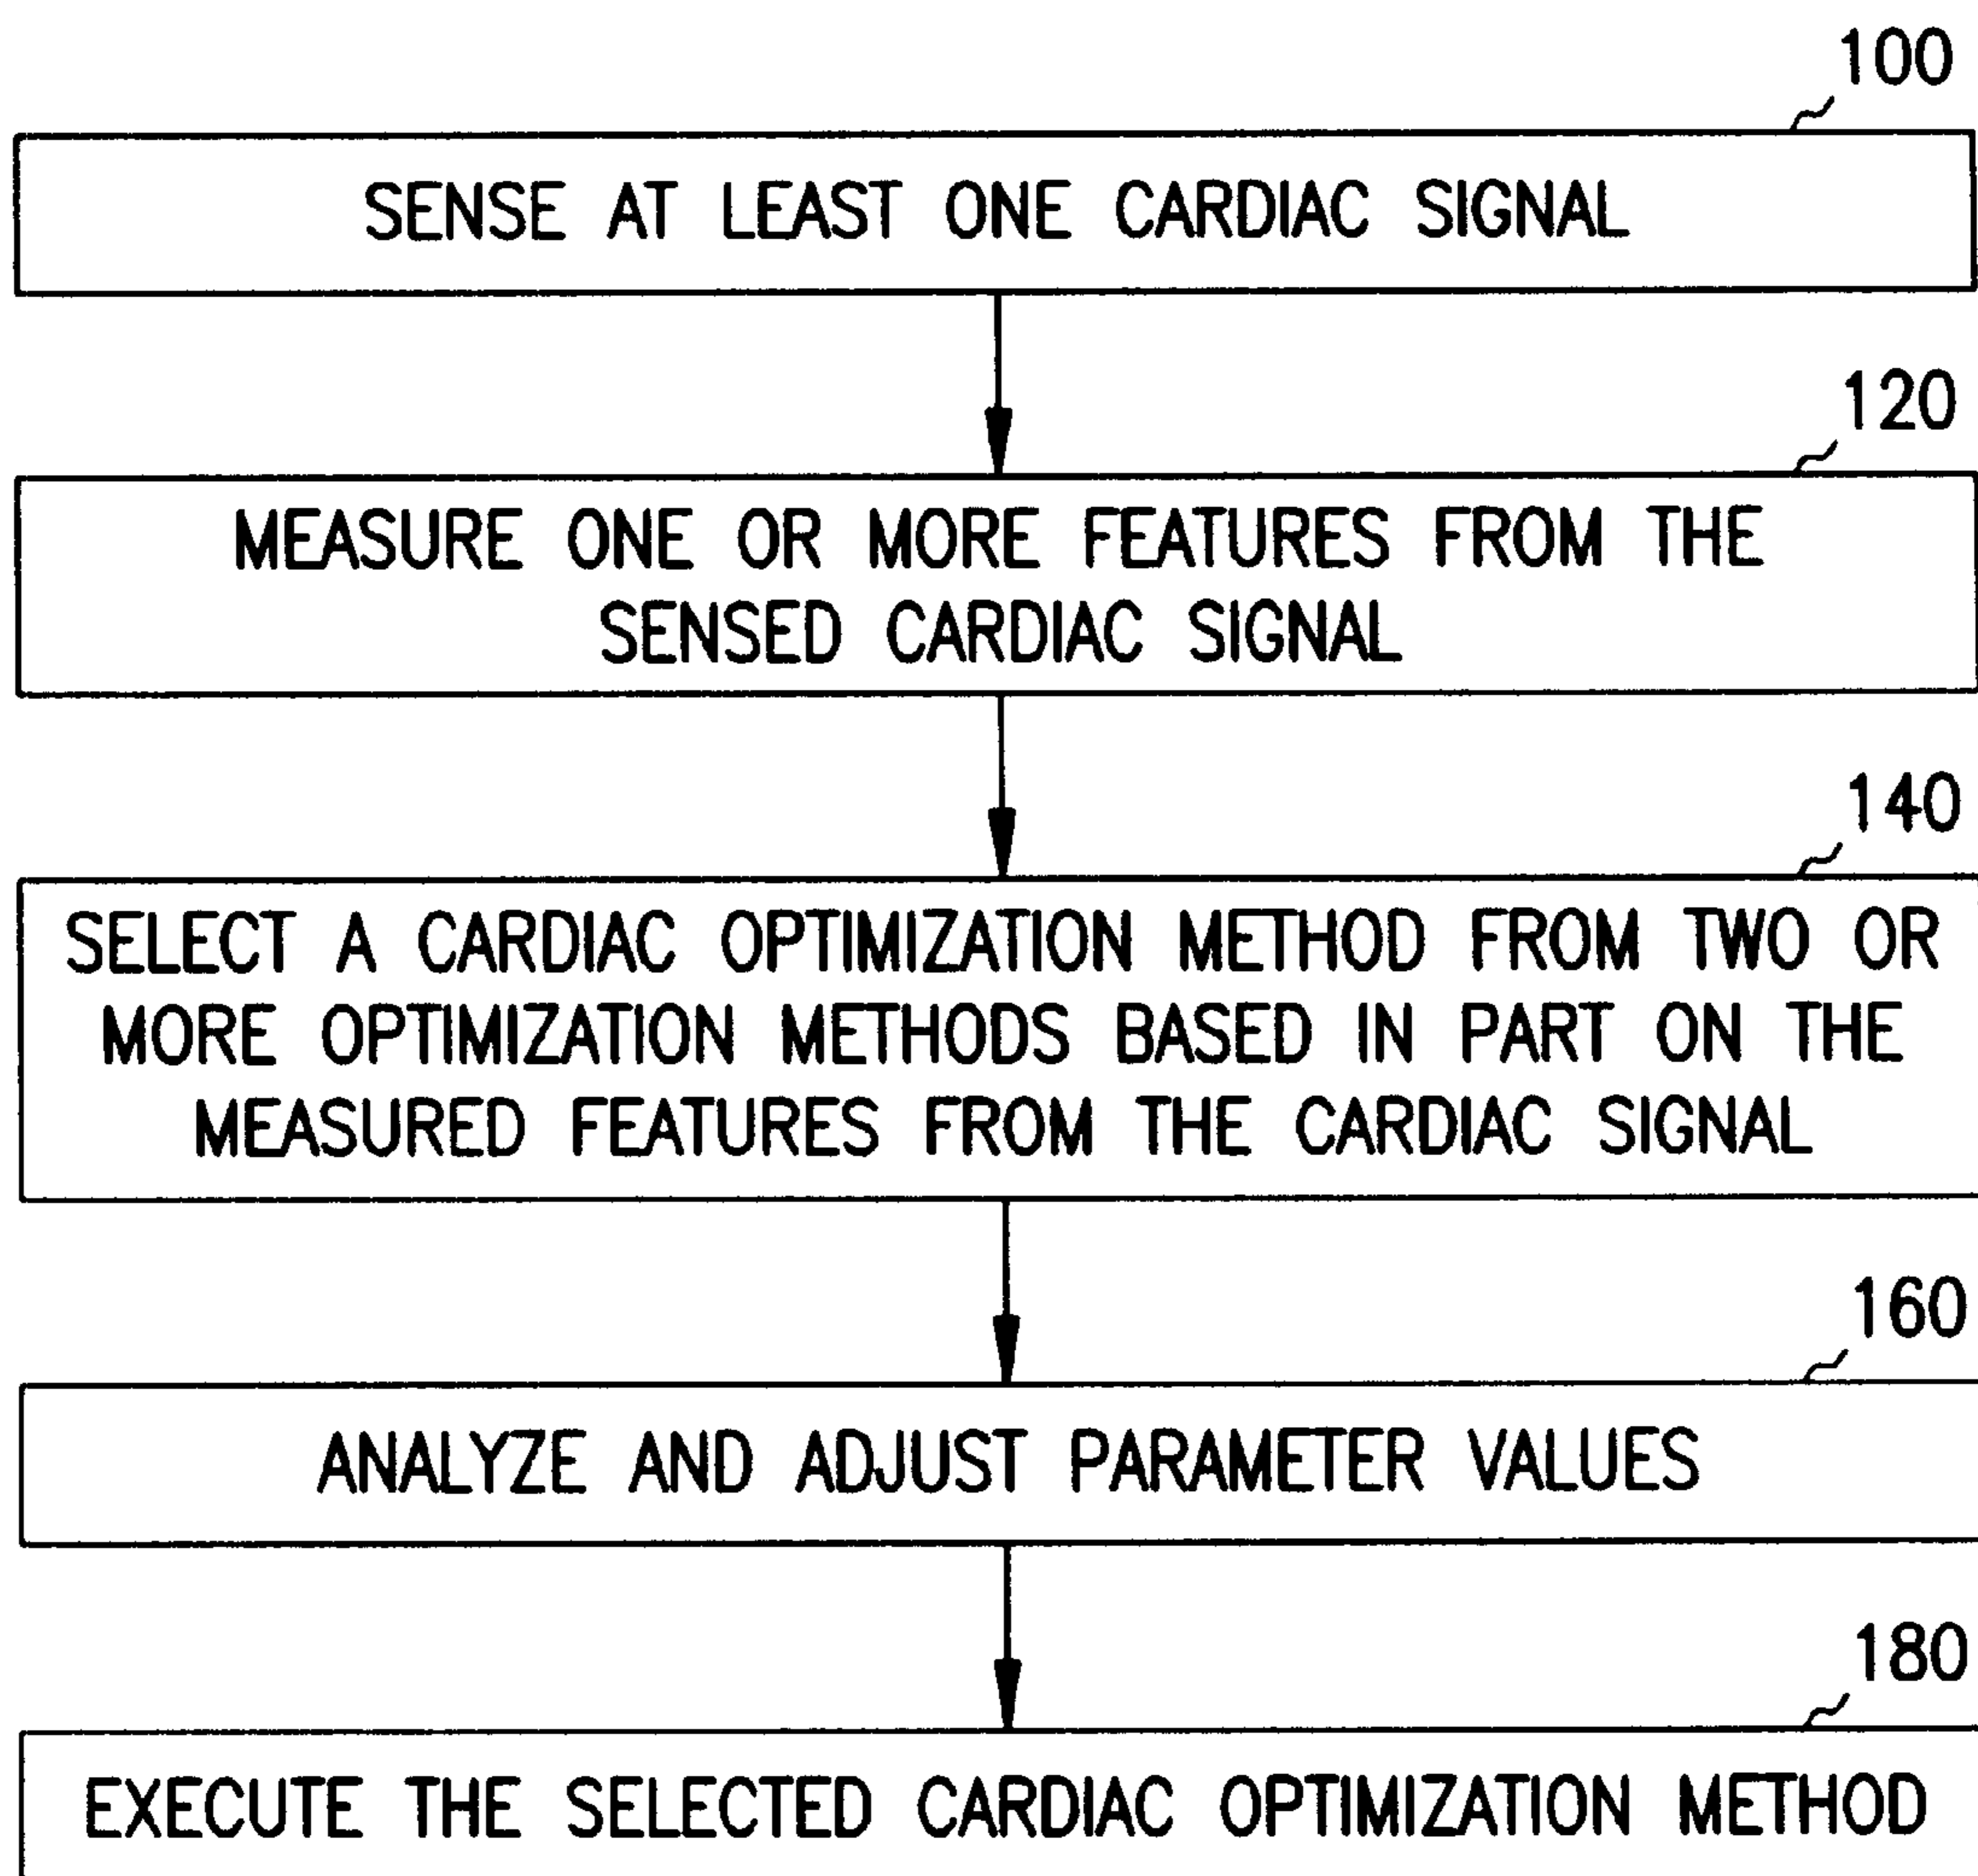 100
SENSE AT LEAST ONE CARDIAC SIGNAL
120
MEASURE ONE OR MORE FEATURES FROM THE
SENSED CARDIAC SIGNAL
140
SELECT A CARDIAC OPTIMIZATION METHOD FROM TWO OR
MORE OPTIMIZATION METHODS BASED IN PART ON THE
MEASURED FEATURES FROM THE CARDIAC SIGNAL
160
ANALYZE AND ADJUST PARAMETER VALUES
180
EXECUTE THE SELECTED CARDIAC OPTIMIZATION METHOD